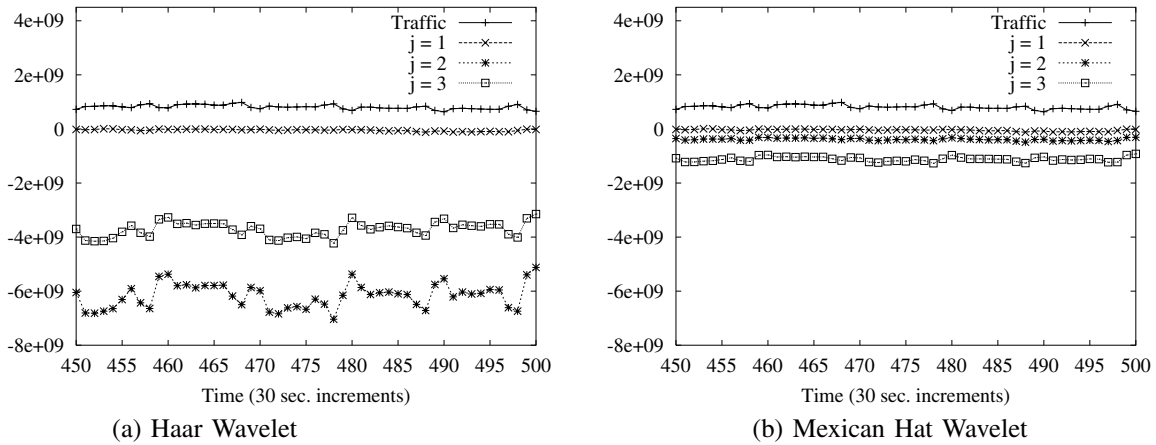 4e+09
2e+09
0
-2e+09
-4e+09
-6e+09
-8e+09
450 455 460 465 470 475 480 485 490 495 500
Time (30 sec. increments)
Traffic
j = 1
j = 2
j = 3
(a) Haar Wavelet
4e+09
2e+09
0
-2e+09
-4e+09
-6e+09
-8e+09
450 455 460 465 470 475 480 485 490 495 500
Time (30 sec. increments)
Traffic
j = 1
j = 2
j = 3
(b) Mexican Hat Wavelet